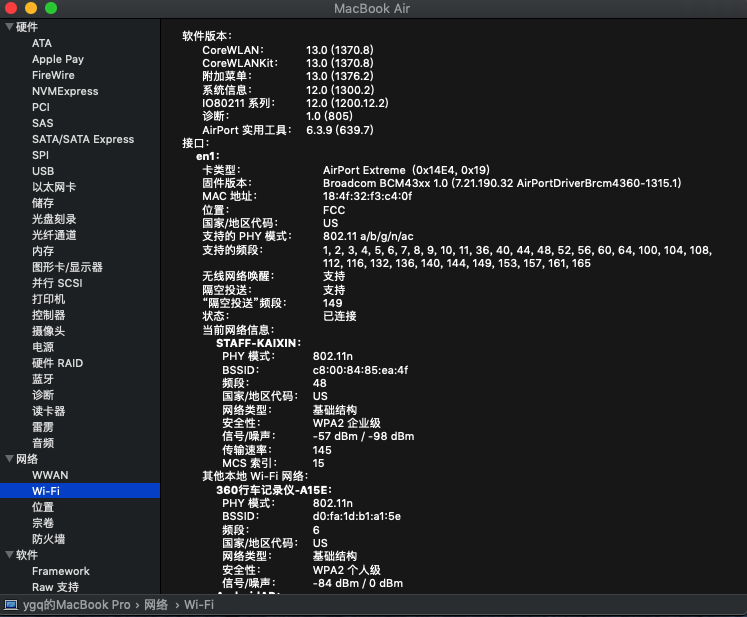 MacBook Air
硬件
ATA
Apple Pay
FireWire
NVMExpress
PCI
SAS
SATA/SATA Express
SPI
USB
以太网卡
储存
光盘刻录
光纤通道
内存
图形卡/显示器
并行 SCSI
打印机
控制器
摄像头
电源
硬件 RAID
蓝牙
诊断
读卡器
雷雳
音频
网络
WWAN
Wi-Fi
位置
宗卷
防火墙
软件
Framework
Raw 支持
软件版本：
CoreWLAN： 13.0 (1370.8)
CoreWLANKit： 13.0 (1370.8)
附加菜单： 13.0 (1376.2)
系统信息： 12.0 (1300.2)
IO80211 系列： 12.0 (1200.12.2)
诊断： 1.0 (805)
AirPort 实用工具： 6.3.9 (639.7)
接口：
en1：
卡类型： AirPort Extreme (0x14E4, 0x19)
固件版本： Broadcom BCM43xx 1.0 (7.21.190.32 AirPortDriverBrcm4360-1315.1)
MAC 地址： 18:4f:32:f3:c4:0f
位置： FCC
国家/地区代码： US
支持的 PHY 模式： 802.11 a/b/g/n/ac
支持的频段： 1, 2, 3, 4, 5, 6, 7, 8, 9, 10, 11, 36, 40, 44, 48, 52, 56, 60, 64, 100, 104, 108,
112, 116, 132, 136, 140, 144, 149, 153, 157, 161, 165
无线网络唤醒： 支持
隔空投送： 支持
“隔空投送”频段： 149
状态： 已连接
当前网络信息：
STAFF-KAIXIN：
PHY 模式： 802.11n
BSSID： c8:00:84:85:ea:4f
频段： 48
国家/地区代码： US
网络类型： 基础结构
安全性： WPA2 企业级
信号/噪声： -57 dBm / -98 dBm
传输速率： 145
MCS 索引： 15
其他本地 Wi-Fi 网络：
360行车记录仪-A15E：
PHY 模式： 802.11n
BSSID： d0:fa:1d:b1:a1:5e
频段： 6
国家/地区代码： US
网络类型： 基础结构
安全性： WPA2 个人级
信号/噪声： -84 dBm / 0 dBm
ygq的MacBook Pro › 网络 › Wi-Fi